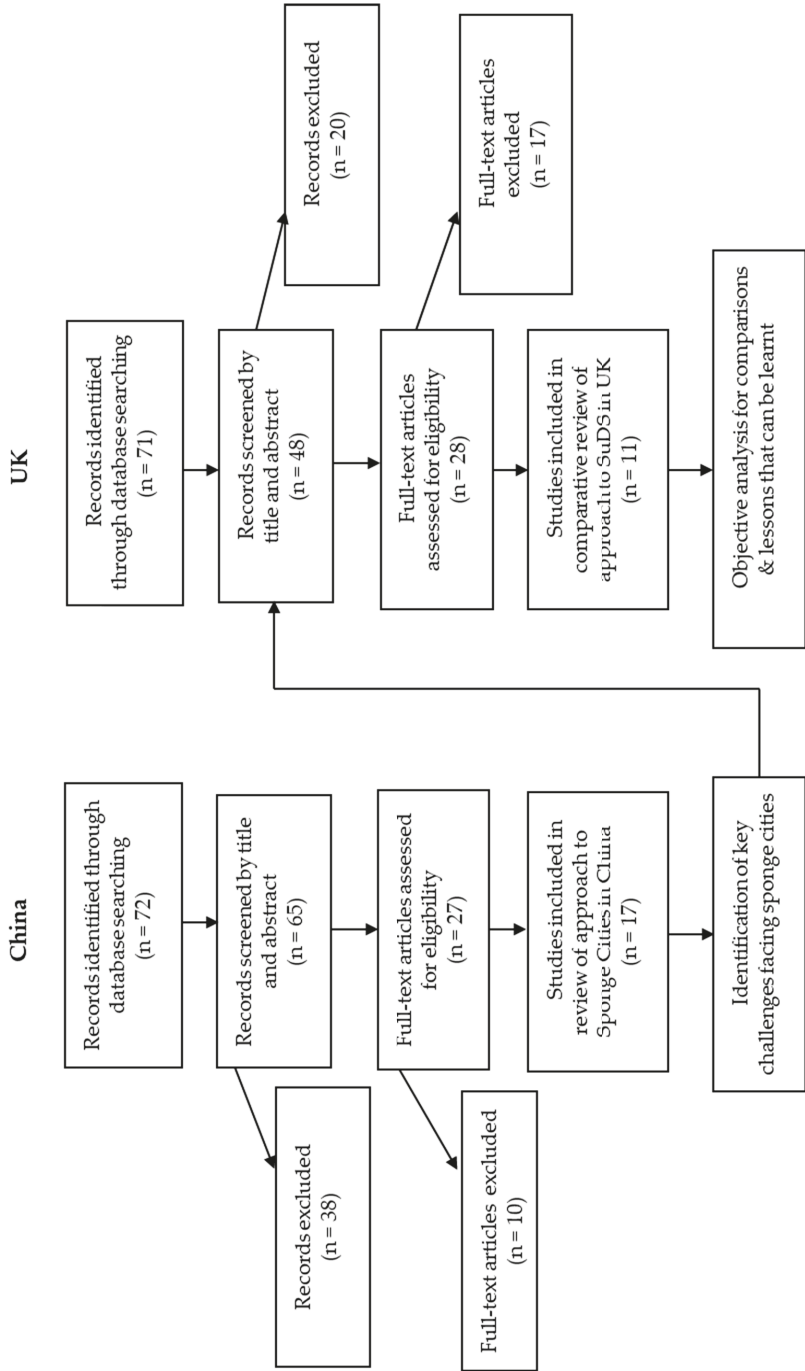 China
Records identified through
database searching
(n = 72)
Records screened by title
and abstract
(n = 65)
Records excluded
(n = 38)
Full-text articles assessed
for eligibility
(n = 27)
Full-text articles excluded
(n = 10)
Studies included in
review of approach to
Sponge Cities in China
(n = 17)
Identification of key
challenges facing sponge cities
UK
Records identified
through database searching
(n = 71)
Records screened by
title and abstract
(n = 48)
Records excluded
(n = 20)
Full-text articles
assessed for eligibility
(n = 28)
Full-text articles
excluded
(n = 17)
Studies included in
comparative review of
approach to SuDS in UK
(n = 11)
Objective analysis for comparisons
& lessons that can be learnt